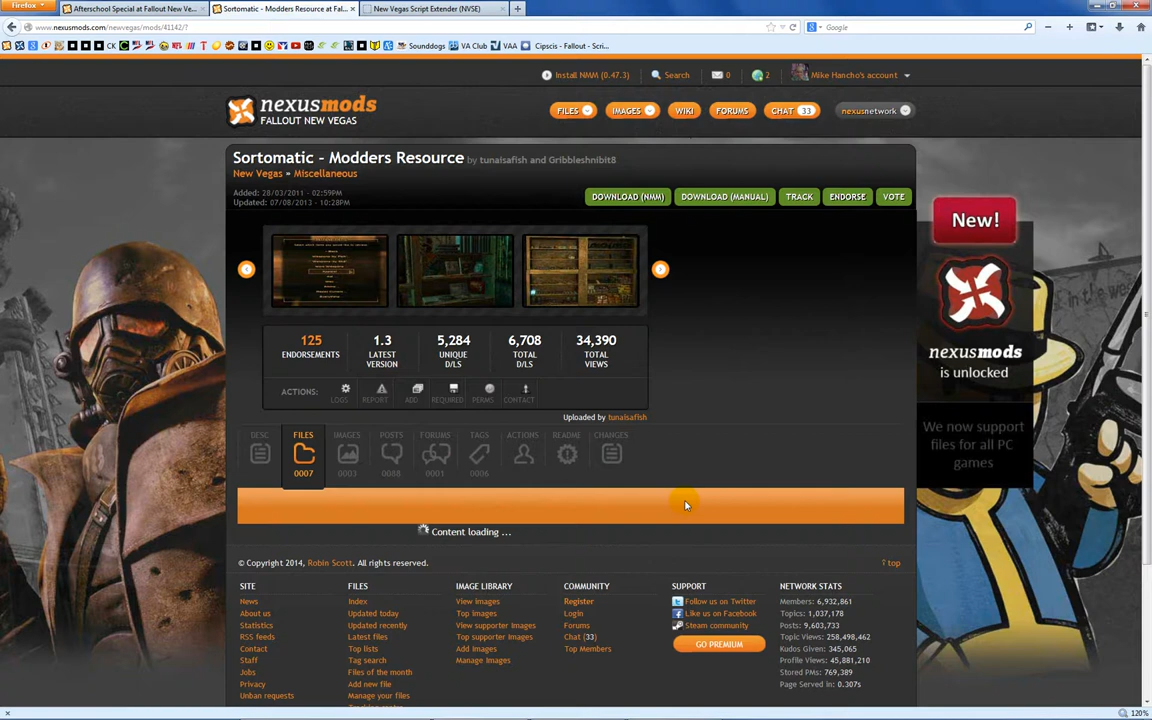 Firefox
Afterschool Special at Fallout New Ve...
Sortomatic - Modders Resource at Fal...
New Vegas Script Extender (NVSE)
www.nexusmods.com/newvegas/mods/41142/?
Google
CK
Sounddogs
VA Club
VAA
Cipscis - Fallout - Scri...
Install NMM (0.47.3)
Search
0
2
Mike Hancho's account
nexusmods
FALLOUT NEW VEGAS
FILES
IMAGES
WIKI
FORUMS
CHAT 33
nexusnetwork
Sortomatic - Modders Resource by tunaisafish and Gribbleshnibit8
New Vegas » Miscellaneous
Added: 28/03/2011 - 02:59PM
Updated: 07/08/2013 - 10:28PM
DOWNLOAD (NMM)
DOWNLOAD (MANUAL)
TRACK
ENDORSE
VOTE
New!
nexusmods
is unlocked
We now support
files for all PC
games
125 1.3 5,284 6,708 34,390
ENDORSEMENTS LATEST VERSION UNIQUE D/LS TOTAL D/LS TOTAL VIEWS
ACTIONS: LOGS REPORT ADD REQUIRED PERMS CONTACT
Uploaded by tunaisafish
DESC FILES IMAGES POSTS FORUMS TAGS ACTIONS README CHANGES
0007 0003 0088 0001 0006
Content loading ...
© Copyright 2014, Robin Scott. All rights reserved.
top
SITE
News
About us
Statistics
RSS feeds
Contact
Staff
Jobs
Privacy
Unban requests
FILES
Index
Updated today
Updated recently
Latest files
Top lists
Tag search
Files of the month
Add new file
Manage your files
IMAGE LIBRARY
View images
Top images
View supporter images
Top supporter images
Add images
Manage Images
COMMUNITY
Register
Login
Forums
Chat (33)
Top Members
SUPPORT
Follow us on Twitter
Like us on Facebook
Steam community
GO PREMIUM
NETWORK STATS
Members: 6,932,861
Topics: 1,037,178
Posts: 9,603,733
Topic Views: 258,498,462
Kudos Given: 345,065
Profile Views: 45,881,210
Stored PMs: 769,389
Page Served In: 0.307s
120%